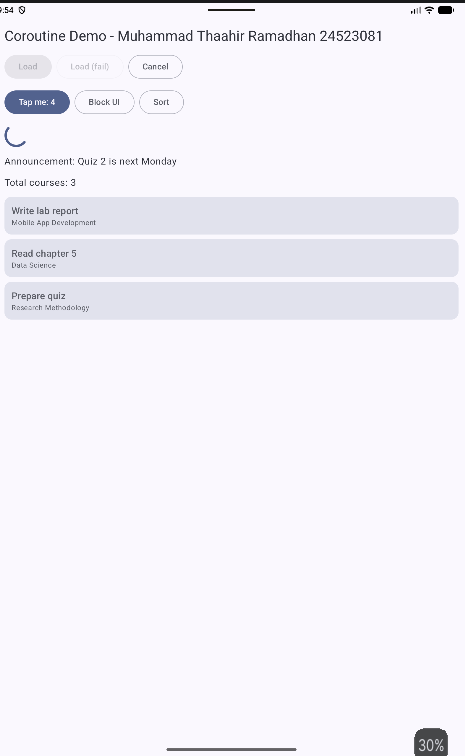 9:54
Coroutine Demo - Muhammad Thaahir Ramadhan 24523081
Load Load (fail) Cancel
Tap me: 4 Block UI Sort
Announcement: Quiz 2 is next Monday
Total courses: 3
Write lab report
Mobile App Development
Read chapter 5
Data Science
Prepare quiz
Research Methodology
30%